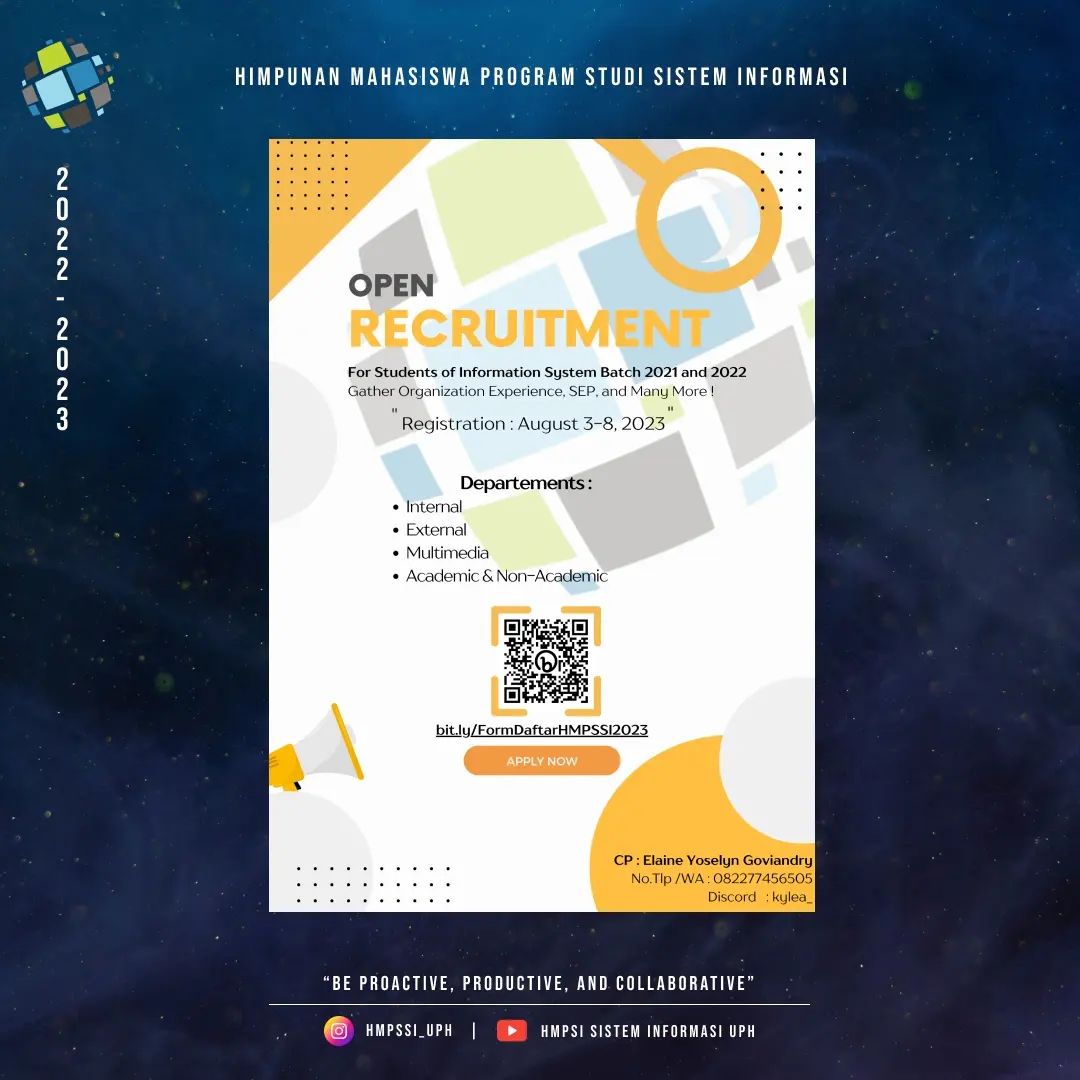 HIMPUNAN MAHASISWA PROGRAM STUDI SISTEM INFORMASI
2022-2023
OPEN
RECRUITMENT
For Students of Information System Batch 2021 and 2022
Gather Organization Experience, SEP, and Many More !
" Registration : August 3-8, 2023 "
Departements :
• Internal
• External
• Multimedia
• Academic & Non-Academic
bit.ly/FormDaftarHMPSSI2023
APPLY NOW
CP : Elaine Yoselyn Goviandry
No.Tlp /WA : 082277456505
Discord : kylea_
“BE PROACTIVE, PRODUCTIVE, AND COLLABORATIVE”
HMPSSI_UPH | HMPSI SISTEM INFORMASI UPH